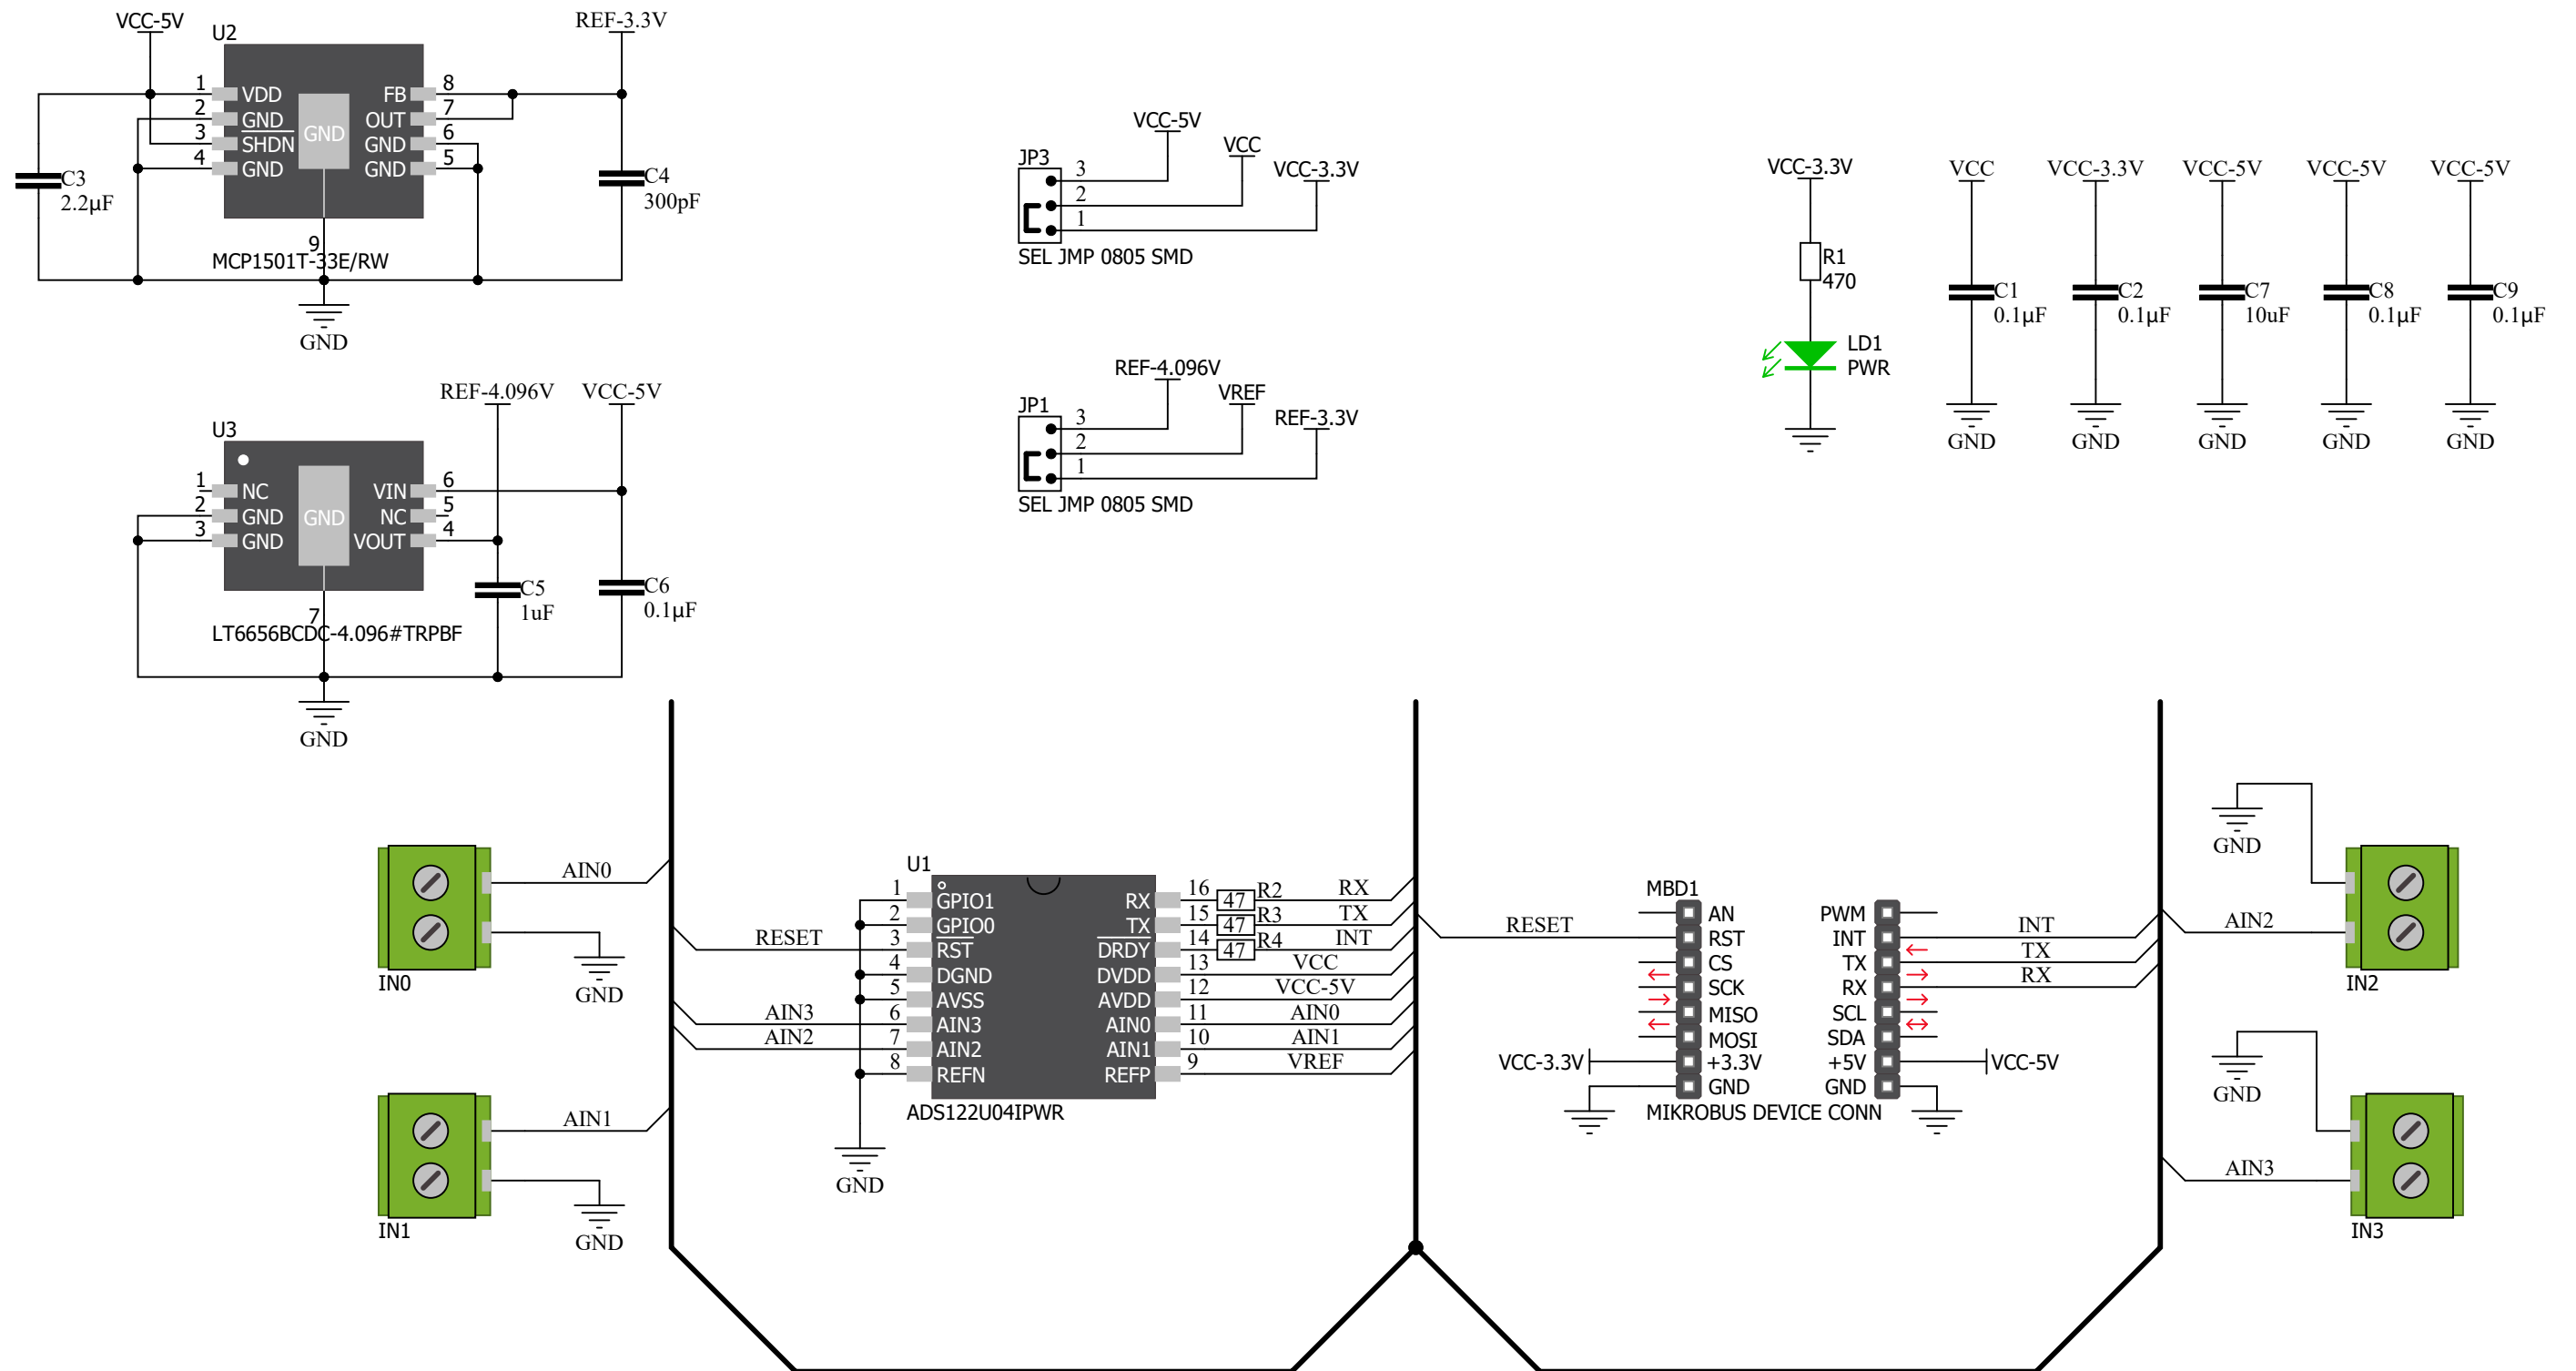 VCC-5V
REF-3.3V
U2
1 VDD
2 GND
3 SHDN
4 GND
GND
8 FB
7 OUT
6 GND
5 GND
9
MCP1501T-33E/RW
C3
2.2µF
C4
300pF
GND
REF-4.096V
VCC-5V
U3
1 NC
2 GND
3 GND
GND
VIN 6
NC 5
VOUT 4
7
LT6656BCDC-4.096#TRPBF
C5
1uF
C6
0.1µF
GND
VCC-5V
VCC
VCC-3.3V
JP3
3
2
1
SEL JMP 0805 SMD
REF-4.096V
VREF
REF-3.3V
JP1
3
2
1
SEL JMP 0805 SMD
VCC-3.3V
R1
470
LD1
PWR
VCC
C1
0.1µF
GND
VCC-3.3V
C2
0.1µF
GND
VCC-5V
C7
10uF
GND
VCC-5V
C8
0.1µF
GND
VCC-5V
C9
0.1µF
GND
AIN0
GND
IN0
AIN1
GND
IN1
RESET
AIN3
AIN2
U1
1 GPIO1
2 GPIO0
3 RST
4 DGND
5 AVSS
6 AIN3
7 AIN2
8 REFN
RX 16 47 R2 RX
TX 15 47 R3 TX
DRDY 14 47 R4 INT
DVDD 13 VCC
AVDD 12 VCC-5V
AIN0 11 AIN0
AIN1 10 AIN1
REFP 9 VREF
ADS122U04IPWR
GND
RESET
MBD1
AN
RST
CS
SCK
MISO
MOSI
VCC-3.3V +3.3V
GND
PWM
INT INT
TX TX
RX RX
SCL
SDA
+5V VCC-5V
GND
MIKROBUS DEVICE CONN
GND
AIN2
IN2
GND
AIN3
IN3